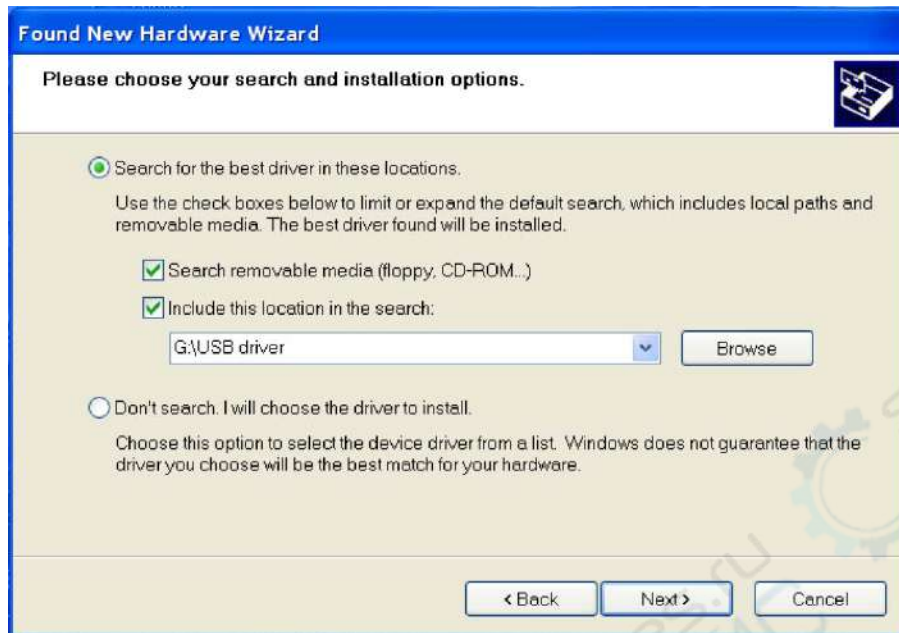 Found New Hardware Wizard
Please choose your search and installation options.
Search for the best driver in these locations.
Use the check boxes below to limit or expand the default search, which includes local paths and
removable media. The best driver found will be installed.
Search removable media (floppy, CD-ROM...)
Include this location in the search:
G:\USB driver
Browse
Don't search. I will choose the driver to install.
Choose this option to select the device driver from a list. Windows does not guarantee that the
driver you choose will be the best match for your hardware.
< Back
Next >
Cancel